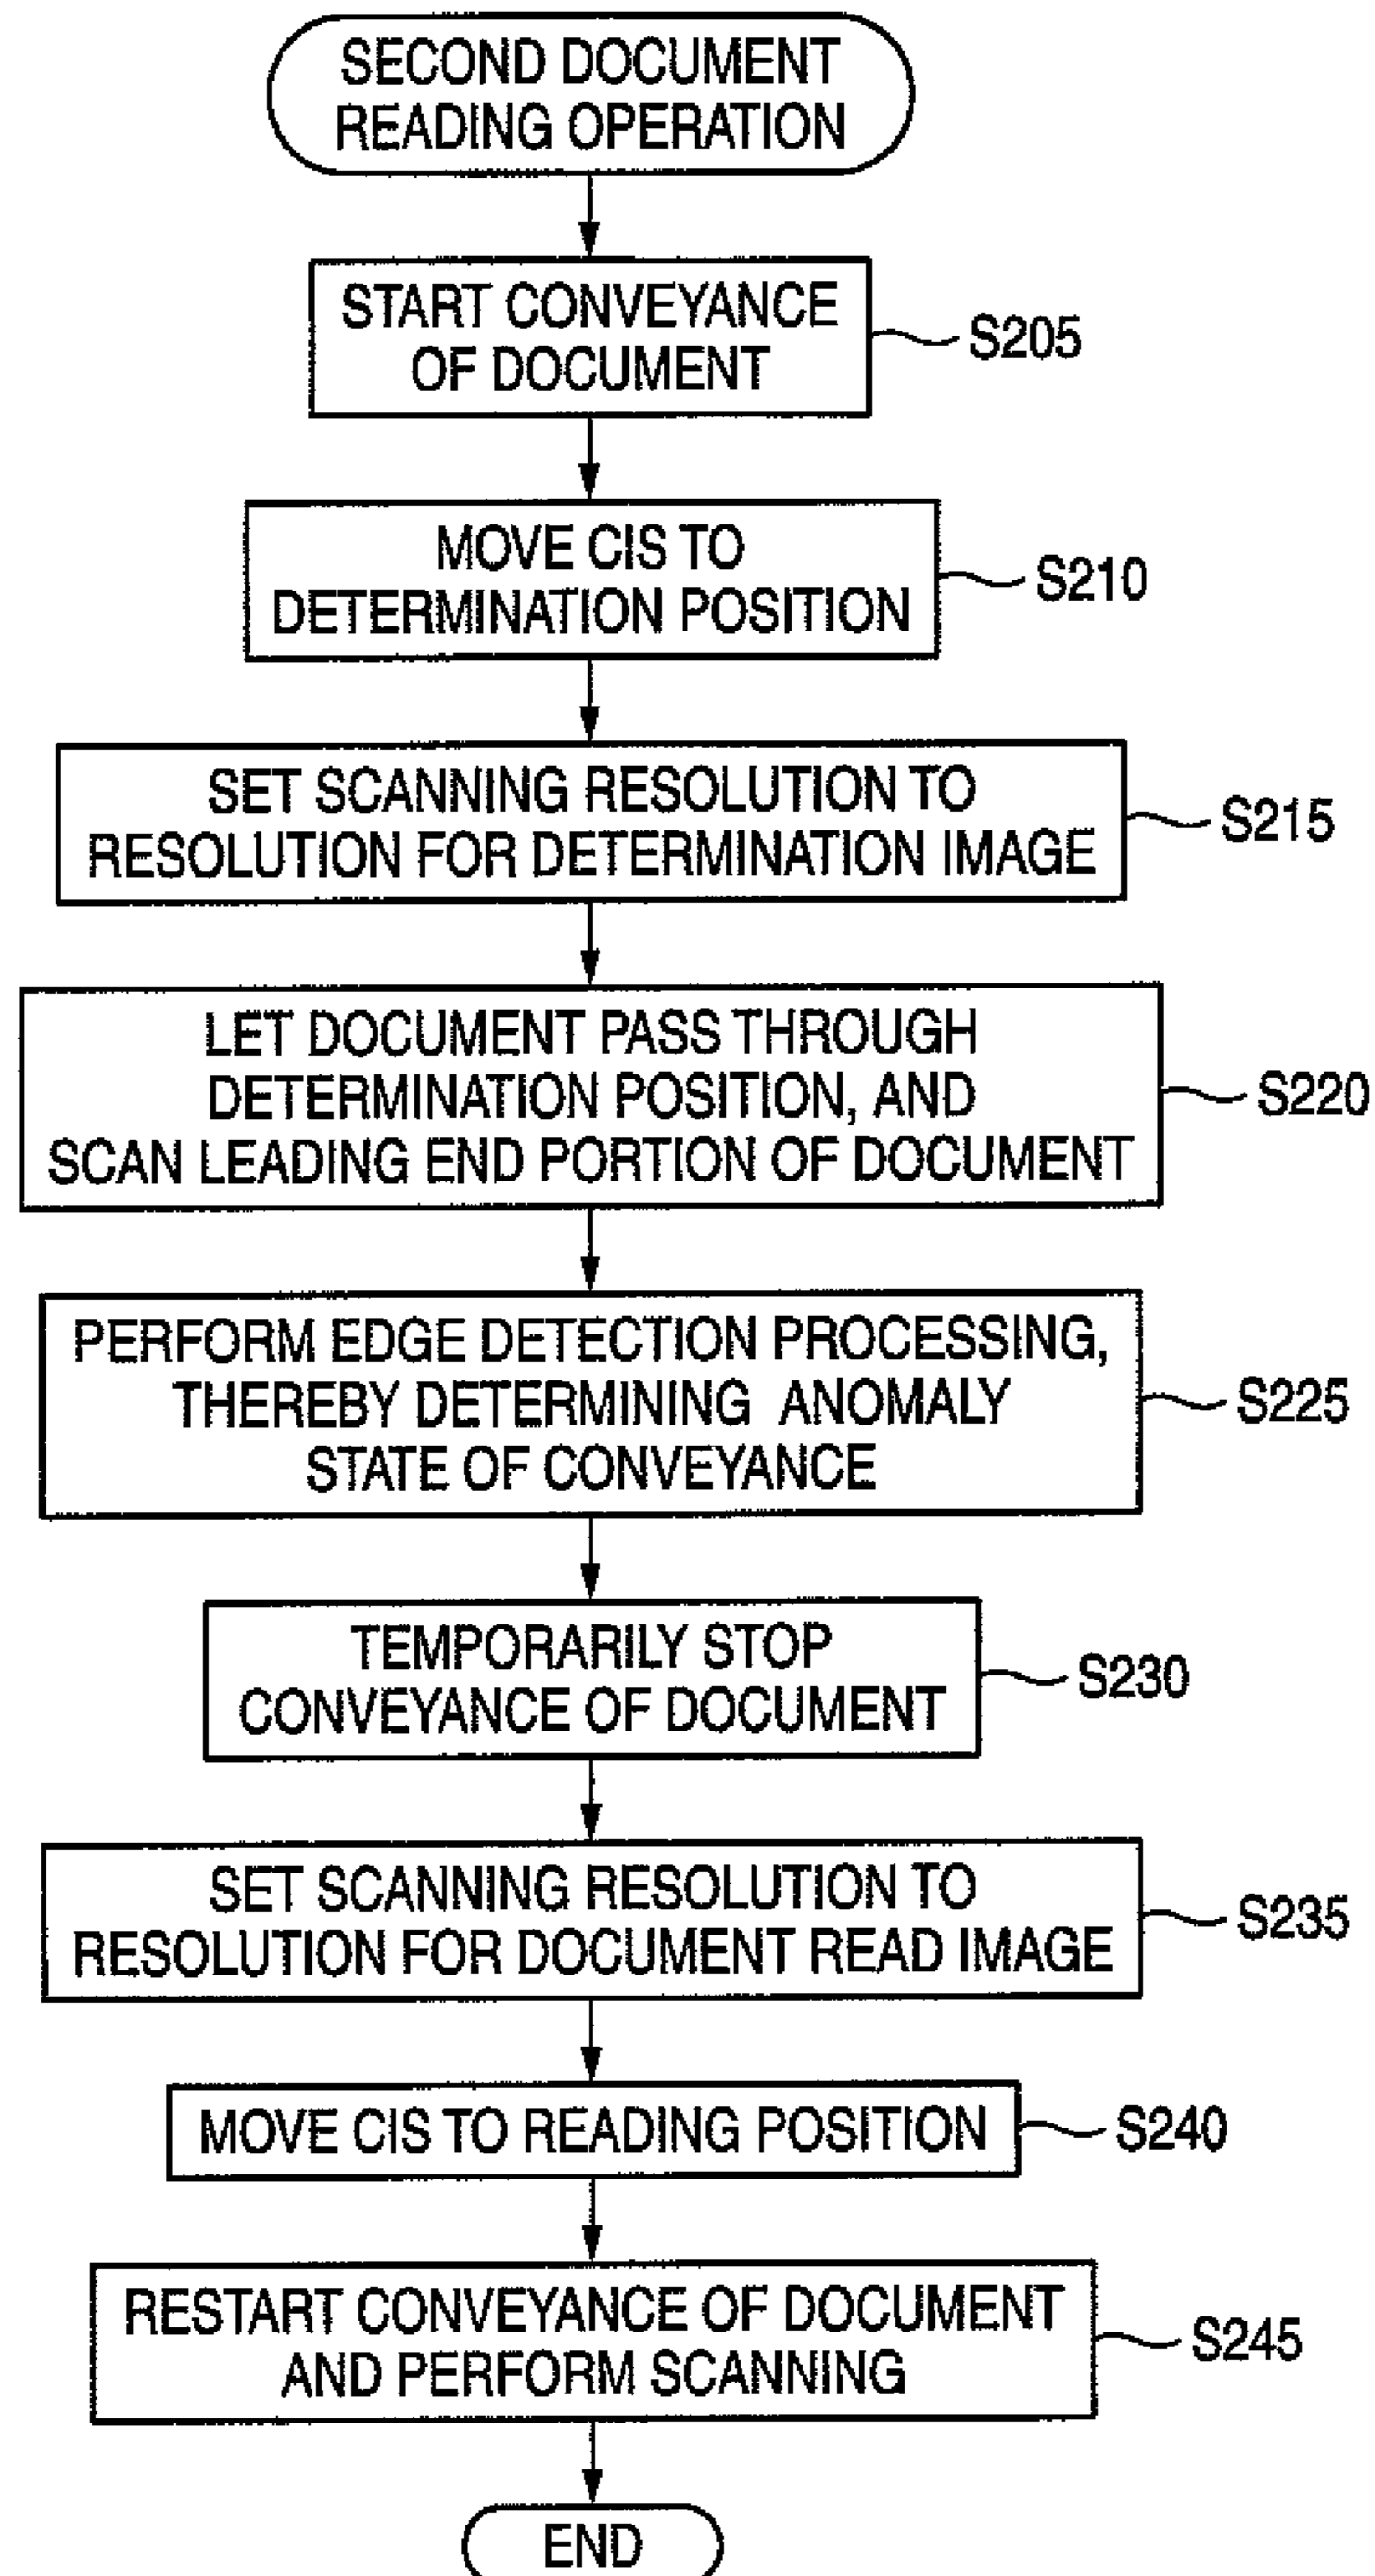 SECOND DOCUMENT
READING OPERATION
START CONVEYANCE
OF DOCUMENT
S205
MOVE CIS TO
DETERMINATION POSITION
S210
SET SCANNING RESOLUTION TO
RESOLUTION FOR DETERMINATION IMAGE
S215
LET DOCUMENT PASS THROUGH
DETERMINATION POSITION, AND
SCAN LEADING END PORTION OF DOCUMENT
S220
PERFORM EDGE DETECTION PROCESSING,
THEREBY DETERMINING ANOMALY
STATE OF CONVEYANCE
S225
TEMPORARILY STOP
CONVEYANCE OF DOCUMENT
S230
SET SCANNING RESOLUTION TO
RESOLUTION FOR DOCUMENT READ IMAGE
S235
MOVE CIS TO READING POSITION
S240
RESTART CONVEYANCE OF DOCUMENT
AND PERFORM SCANNING
S245
END